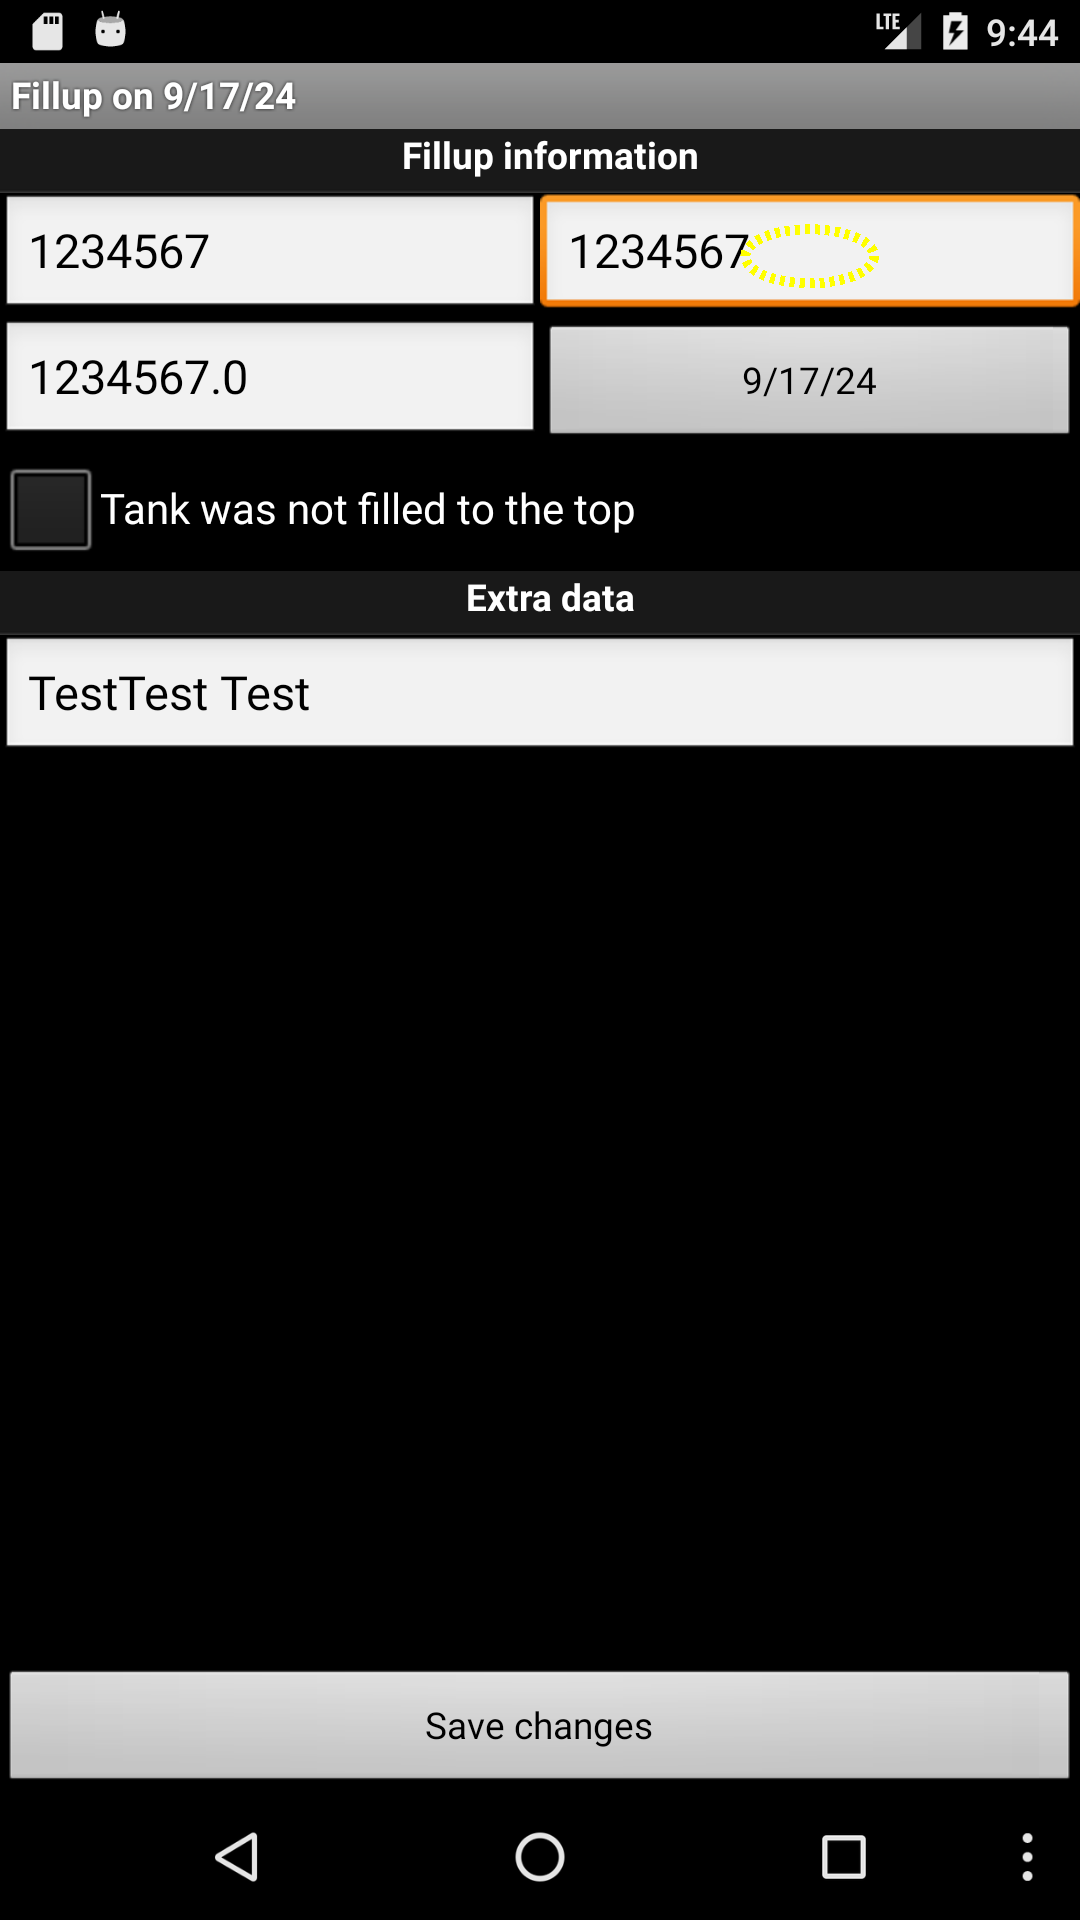 LTE 9:44
Fillup on 9/17/24
Fillup information
1234567 1234567
1234567.0 9/17/24
Tank was not filled to the top
Extra data
TestTest Test
Save changes